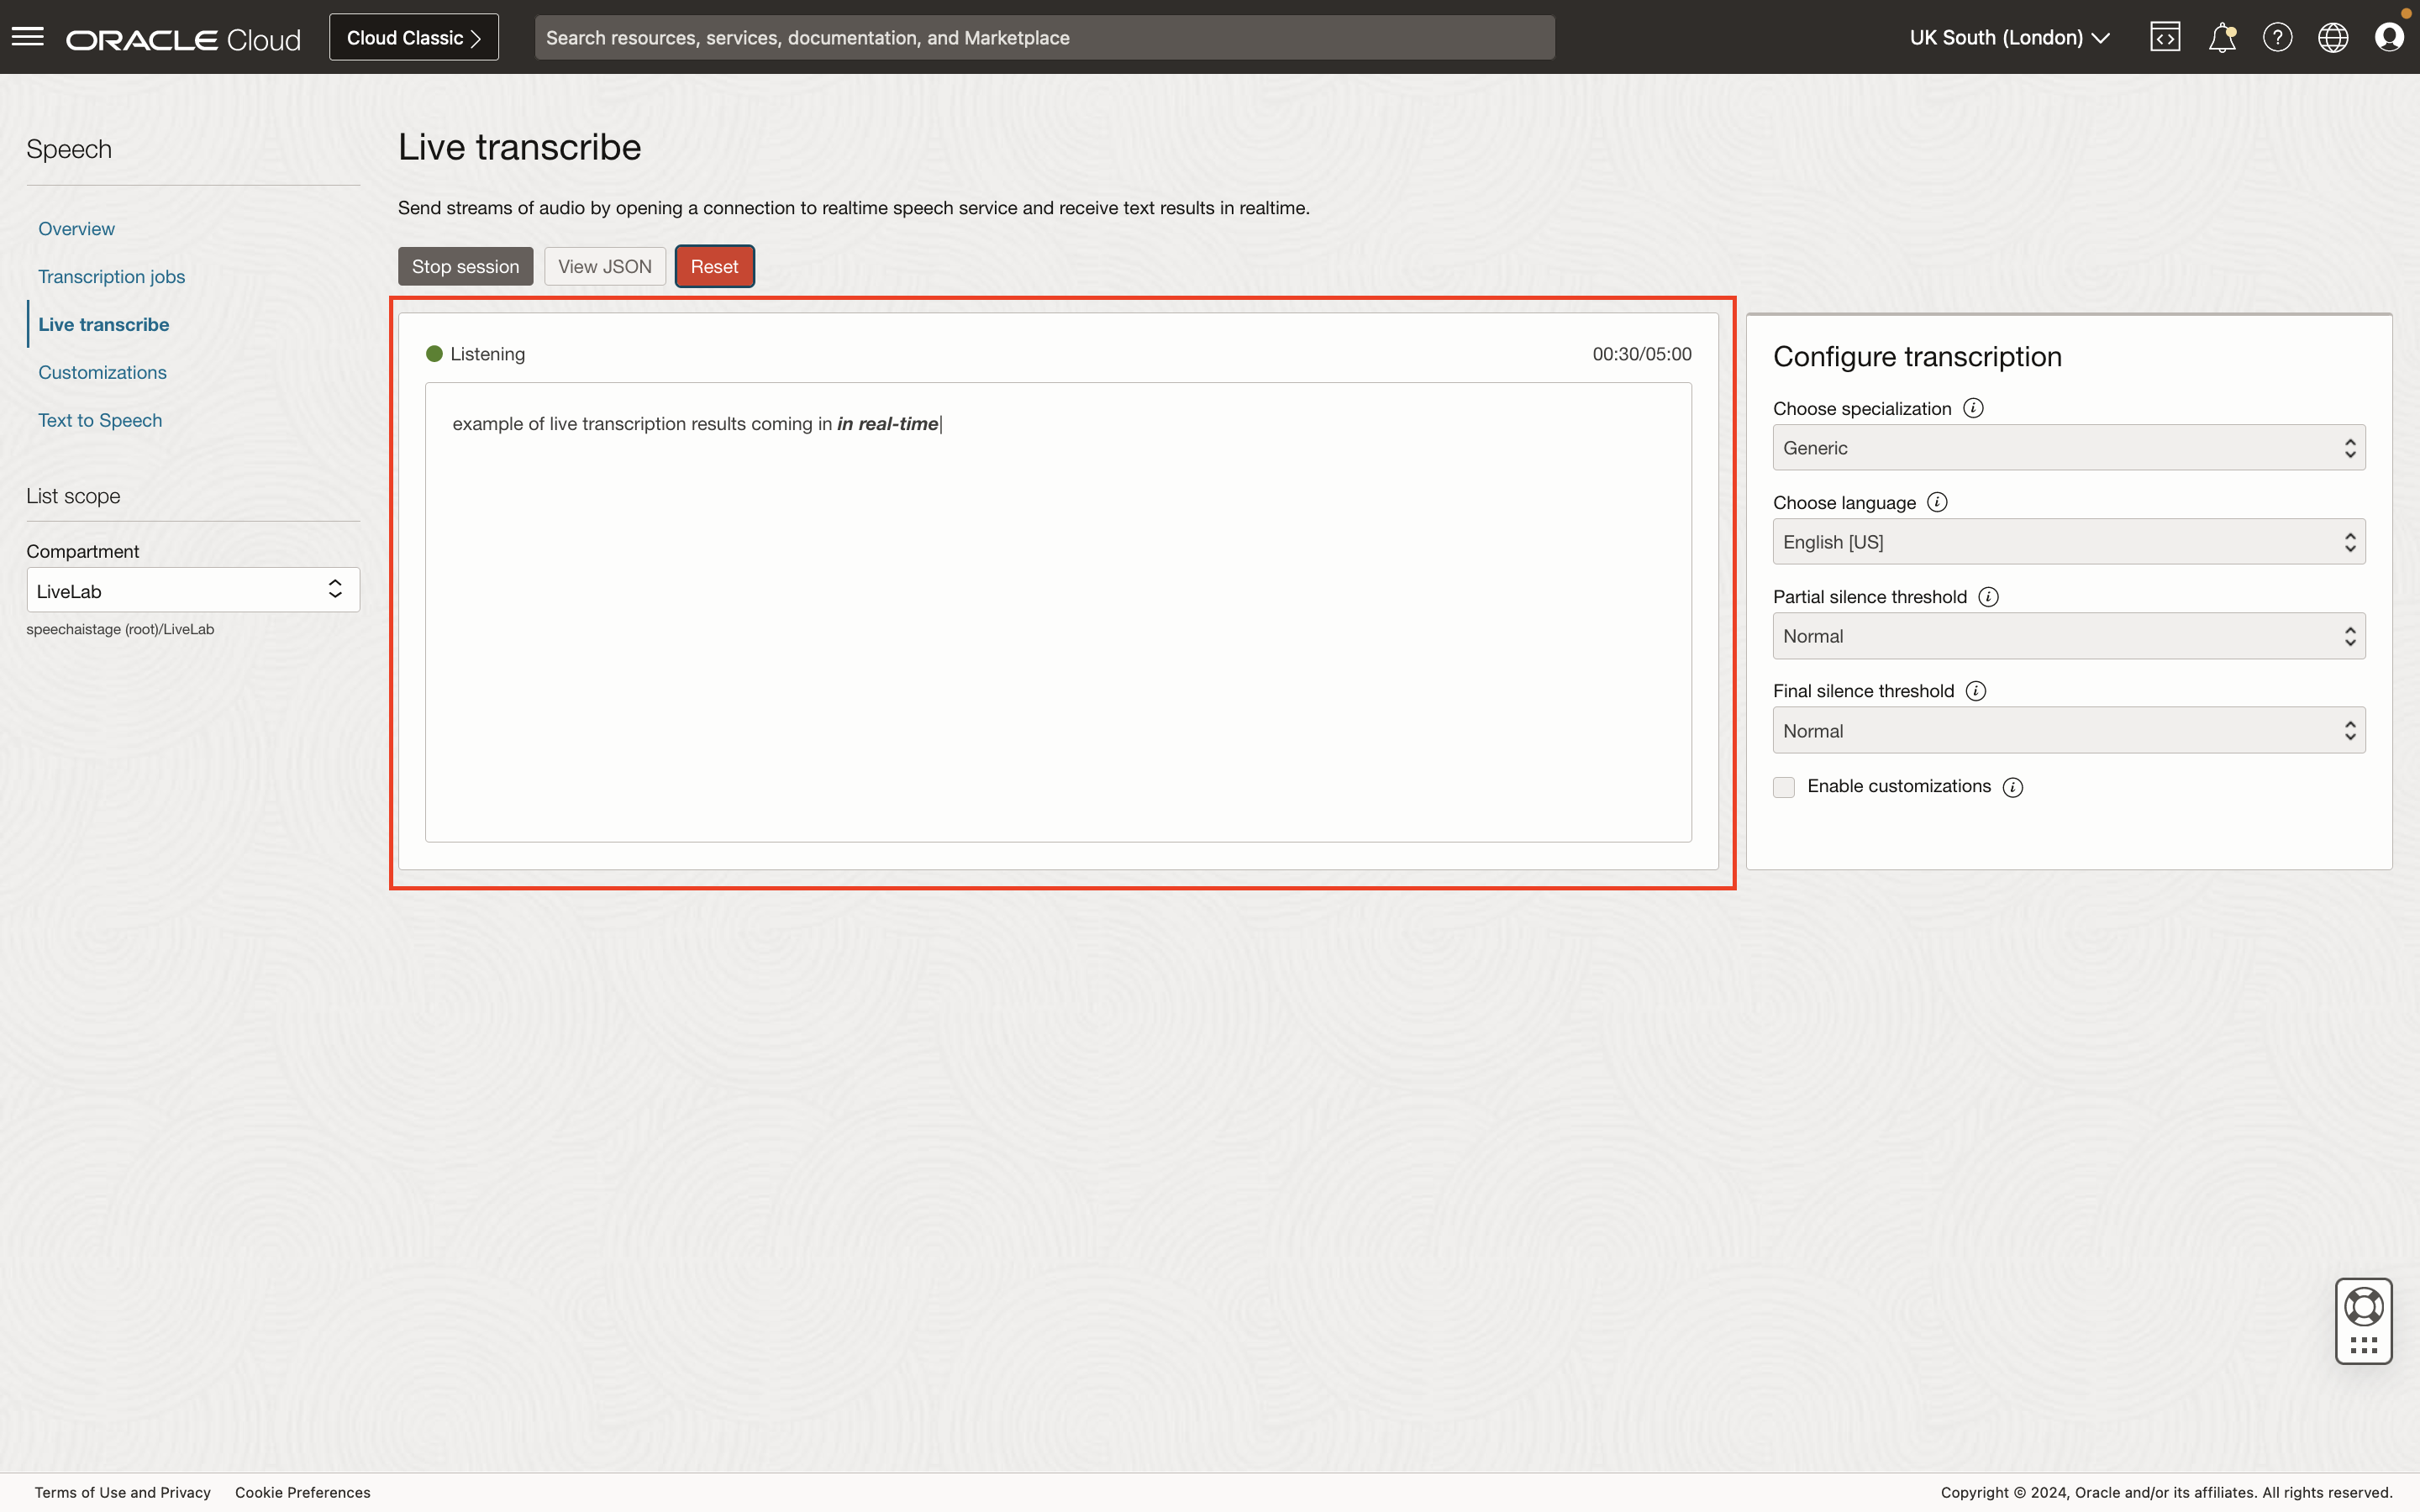 ORACLE Cloud
Cloud Classic
Search resources, services, documentation, and Marketplace
UK South (London)
Speech
Overview
Transcription jobs
Live transcribe
Customizations
Text to Speech
List scope
Compartment
LiveLab
speechaistage (root)/LiveLab
Live transcribe
Send streams of audio by opening a connection to realtime speech service and receive text results in realtime.
Stop session View JSON Reset
Listening 00:30/05:00
example of live transcription results coming in in real-time
Configure transcription
Choose specialization
Generic
Choose language
English [US]
Partial silence threshold
Normal
Final silence threshold
Normal
Enable customizations
Terms of Use and Privacy Cookie Preferences
Copyright © 2024, Oracle and/or its affiliates. All rights reserved.